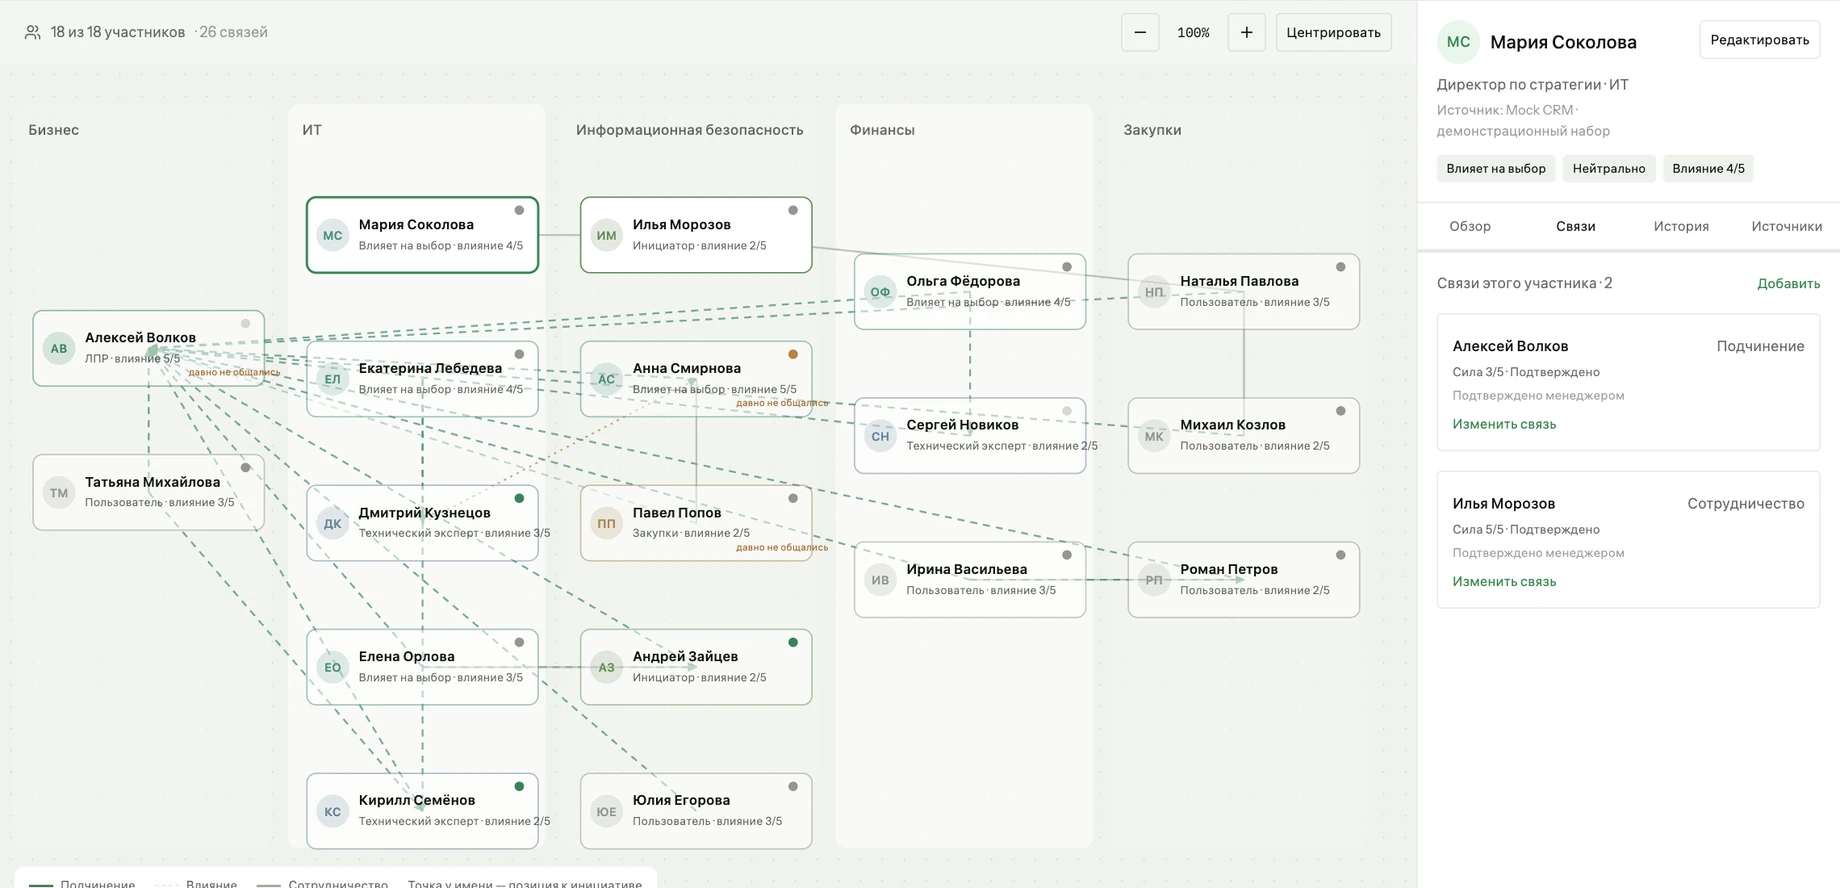 18 из 18 участников · 26 связей
− 100% + Центрировать
Бизнес
ИТ
Информационная безопасность
Финансы
Закупки
МС Мария Соколова
Влияет на выбор · влияние 4/5
ИМ Илья Морозов
Инициатор · влияние 2/5
ОФ Ольга Фёдорова
Влияет на выбор · влияние 4/5
НП Наталья Павлова
Пользователь · влияние 3/5
АВ Алексей Волков
ЛПР · влияние 5/5
давно не общались
ЕЛ Екатерина Лебедева
Влияет на выбор · влияние 4/5
АС Анна Смирнова
Влияет на выбор · влияние 5/5
давно не общались
СН Сергей Новиков
Технический эксперт · влияние 2/5
МК Михаил Козлов
Пользователь · влияние 2/5
ТМ Татьяна Михайлова
Пользователь · влияние 3/5
ДК Дмитрий Кузнецов
Технический эксперт · влияние 3/5
ПП Павел Попов
Закупки · влияние 2/5
давно не общались
ИВ Ирина Васильева
Пользователь · влияние 3/5
РП Роман Петров
Пользователь · влияние 2/5
ЕО Елена Орлова
Влияет на выбор · влияние 3/5
АЗ Андрей Зайцев
Инициатор · влияние 2/5
КС Кирилл Семёнов
Технический эксперт · влияние 2/5
ЮЕ Юлия Егорова
Пользователь · влияние 3/5
Подчинение Влияние Сотрудничество Точка у имени — позиция к инициативе
МС Мария Соколова Редактировать
Директор по стратегии · ИТ
Источник: Mock CRM ·
демонстрационный набор
Влияет на выбор Нейтрально Влияние 4/5
Обзор Связи История Источники
Связи этого участника · 2 Добавить
Алексей Волков Подчинение
Сила 3/5 · Подтверждено
Подтверждено менеджером
Изменить связь
Илья Морозов Сотрудничество
Сила 5/5 · Подтверждено
Подтверждено менеджером
Изменить связь